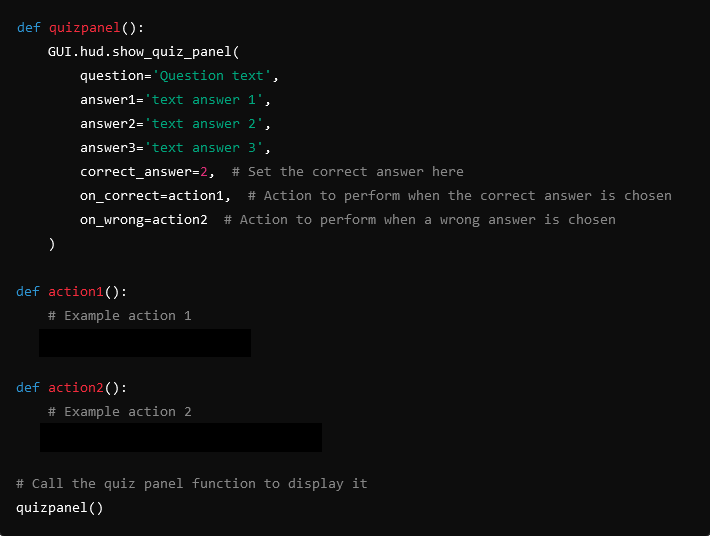 def quizpanel():
    GUI.hud.show_quiz_panel(
        question='Question text',
        answer1='text answer 1',
        answer2='text answer 2',
        answer3='text answer 3',
        correct_answer=2,  # Set the correct answer here
        on_correct=action1,  # Action to perform when the correct answer is chosen
        on_wrong=action2  # Action to perform when a wrong answer is chosen
    )
def action1():
    # Example action 1
def action2():
    # Example action 2
# Call the quiz panel function to display it
quizpanel()